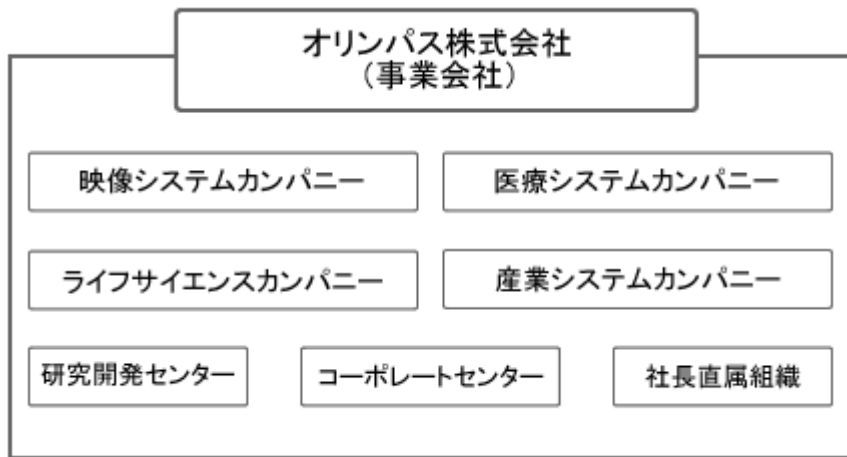 オリンパス株式会社
（事業会社）
映像システムカンパニー
医療システムカンパニー
ライフサイエンスカンパニー
産業システムカンパニー
研究開発センター
コーポレートセンター
社長直属組織